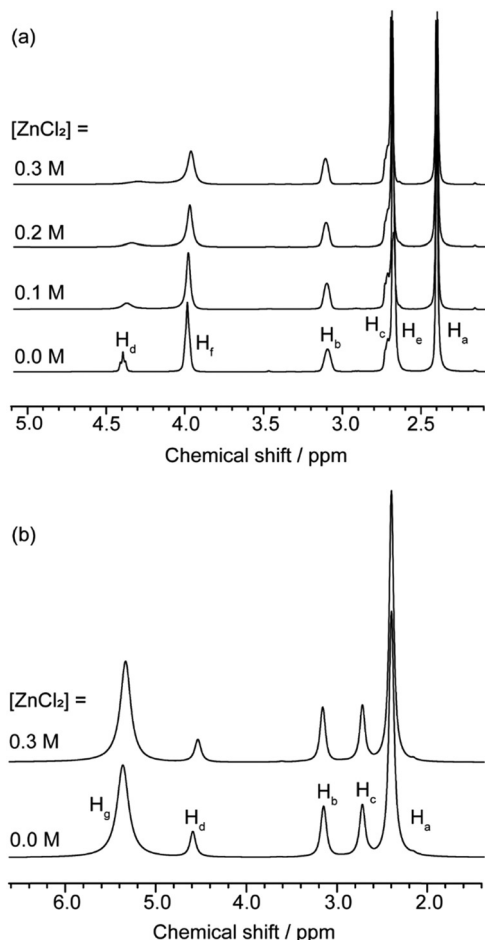 (a)
[ZnCl₂] =
0.3 M
0.2 M
0.1 M
0.0 M
H_d
H_f
H_b
H_c
H_e
H_a
5.0 4.5 4.0 3.5 3.0 2.5
Chemical shift / ppm
(b)
[ZnCl₂] =
0.3 M
0.0 M
H_g
H_d
H_b
H_c
H_a
6.0 5.0 4.0 3.0 2.0
Chemical shift / ppm